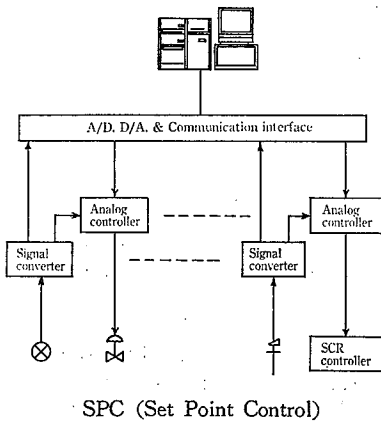 A/D, D/A, & Communication interface
Analog
controller
Analog
controller
Signal
converter
Signal
converter
SCR
controller
SPC (Set Point Control)